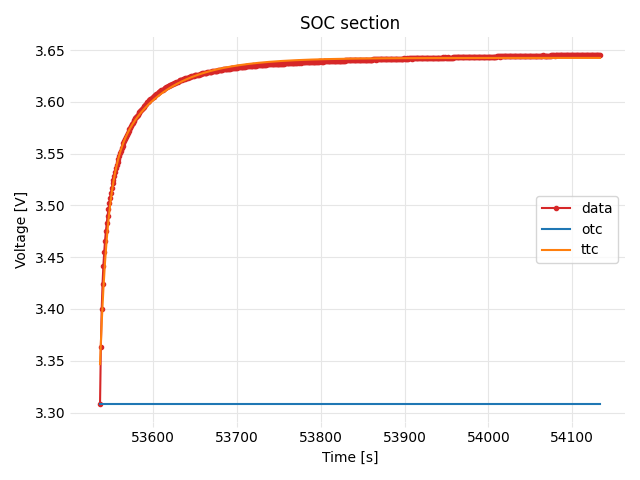 SOC section
3.65
3.60
3.55
3.50
3.45
3.40
3.35
3.30
Voltage [V]
data
otc
ttc
53600 53700 53800 53900 54000 54100
Time [s]